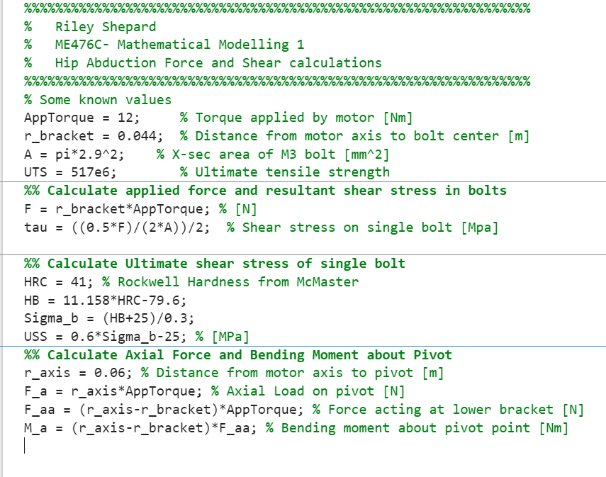 %%%%%%%%%%%%%%%%%%%%%%%%%%%%%%%%%%%%%%%%%%%%%%%%%%%%%%%%%%%%%%%%%
%   Riley Shepard
%   ME476C- Mathematical Modelling 1
%   Hip Abduction Force and Shear calculations
%%%%%%%%%%%%%%%%%%%%%%%%%%%%%%%%%%%%%%%%%%%%%%%%%%%%%%%%%%%%%%%%%
% Some known values
AppTorque = 12;     % Torque applied by motor [Nm]
r_bracket = 0.044;  % Distance from motor axis to bolt center [m]
A = pi*2.9^2;    % X-sec area of M3 bolt [mm^2]
UTS = 517e6;        % Ultimate tensile strength
%% Calculate applied force and resultant shear stress in bolts
F = r_bracket*AppTorque; % [N]
tau = ((0.5*F)/(2*A))/2;  % Shear stress on single bolt [Mpa]
%% Calculate Ultimate shear stress of single bolt
HRC = 41; % Rockwell Hardness from McMaster
HB = 11.158*HRC-79.6;
Sigma_b = (HB+25)/0.3;
USS = 0.6*Sigma_b-25; % [MPa]
%% Calculate Axial Force and Bending Moment about Pivot
r_axis = 0.06; % Distance from motor axis to pivot [m]
F_a = r_axis*AppTorque; % Axial Load on pivot [N]
F_aa = (r_axis-r_bracket)*AppTorque; % Force acting at lower bracket [N]
M_a = (r_axis-r_bracket)*F_aa; % Bending moment about pivot point [Nm]